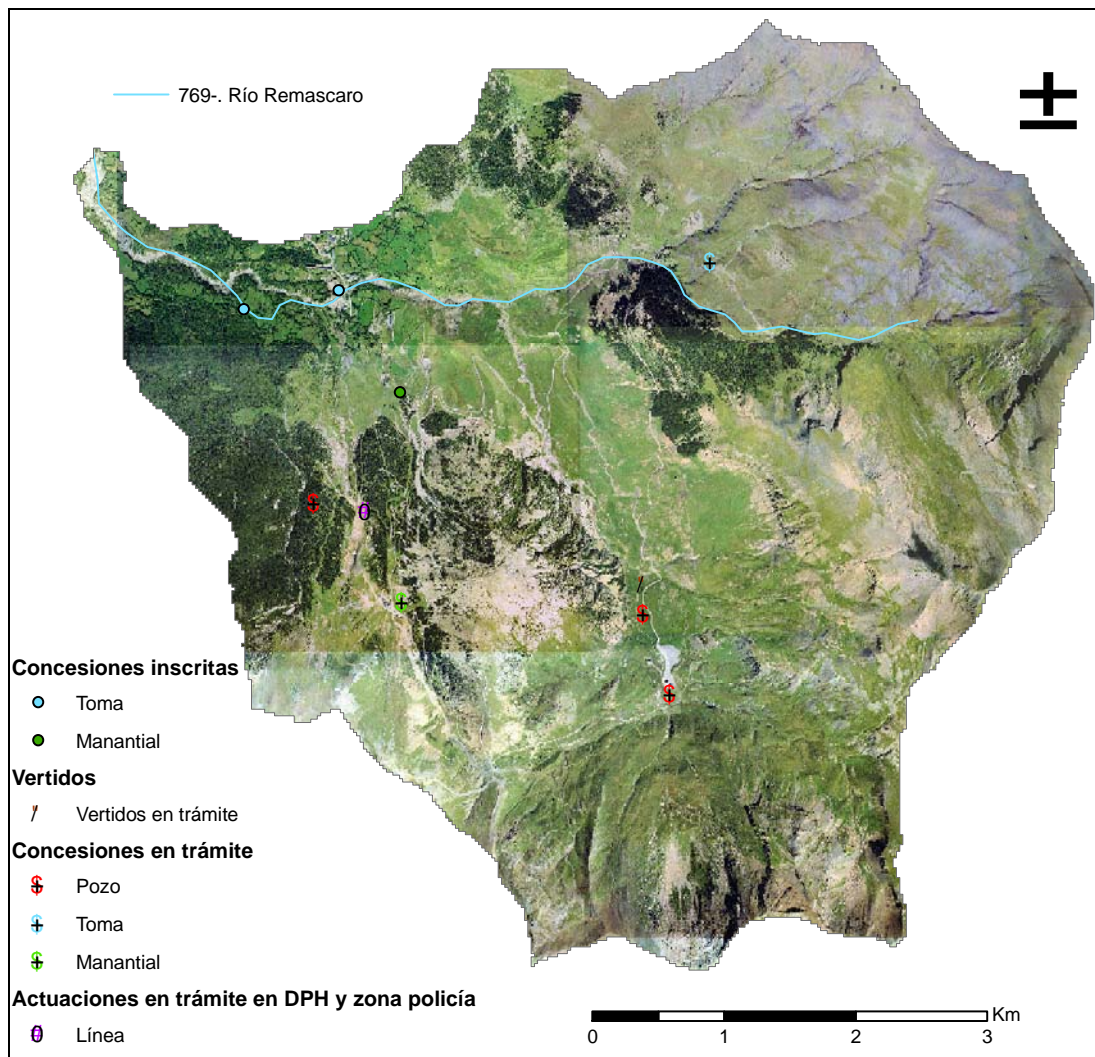 769-. Río Remascaro
Concesiones inscritas
Toma
Manantial
Vertidos
Vertidos en trámite
Concesiones en trámite
Pozo
Toma
Manantial
Actuaciones en trámite en DPH y zona policía
Línea
Km
0 1 2 3